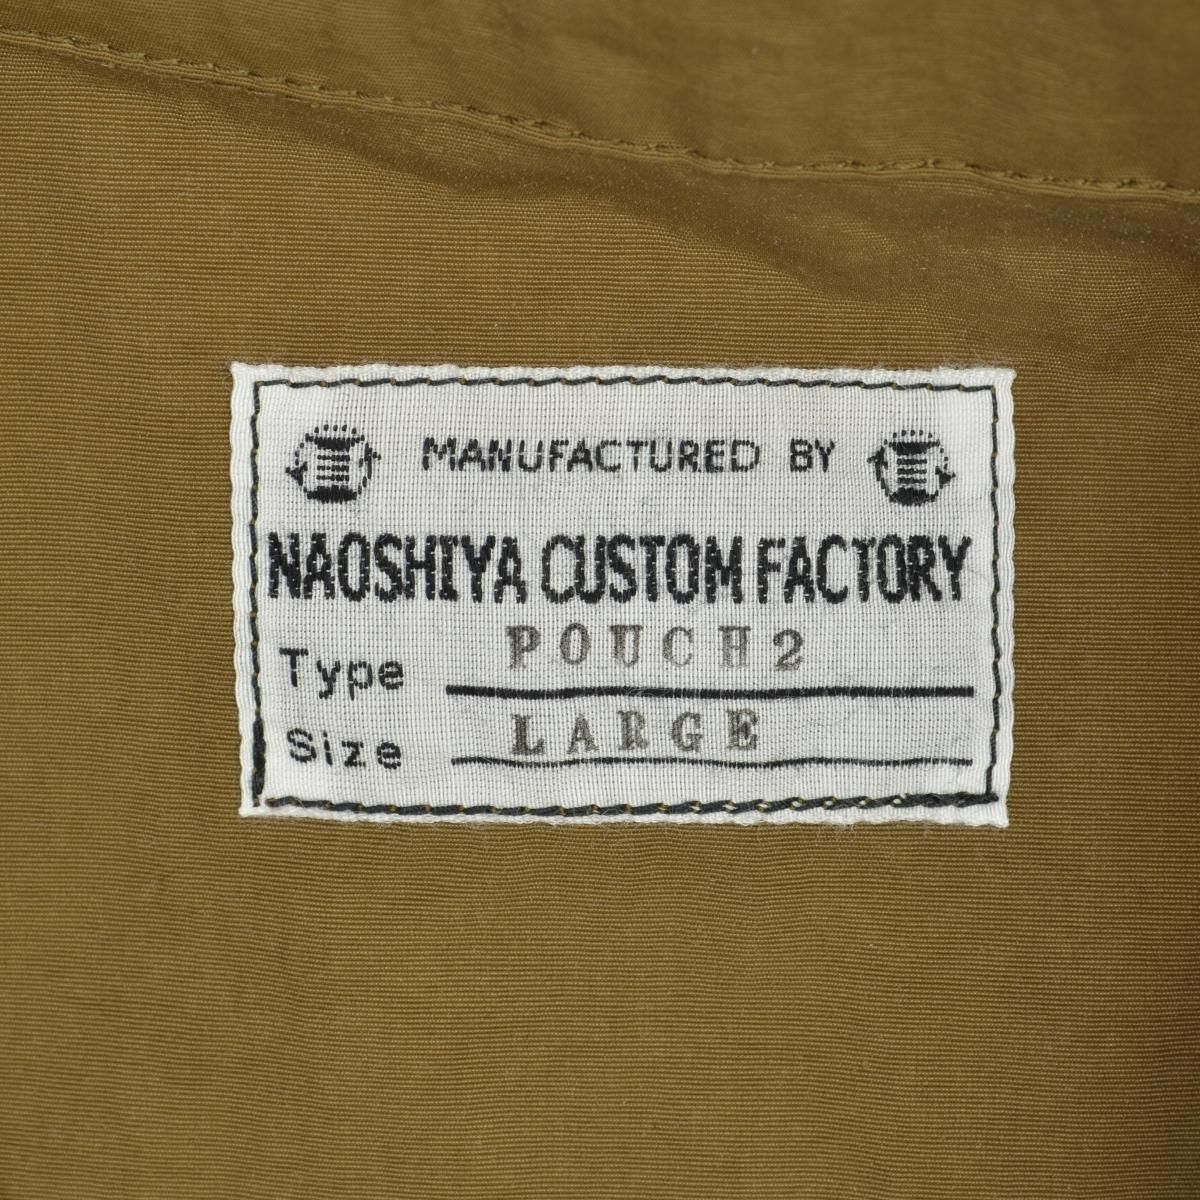 MANUFACTURED BY
NAOSHIYA CUSTOM FACTORY
Type POUCH2
Size LARGE